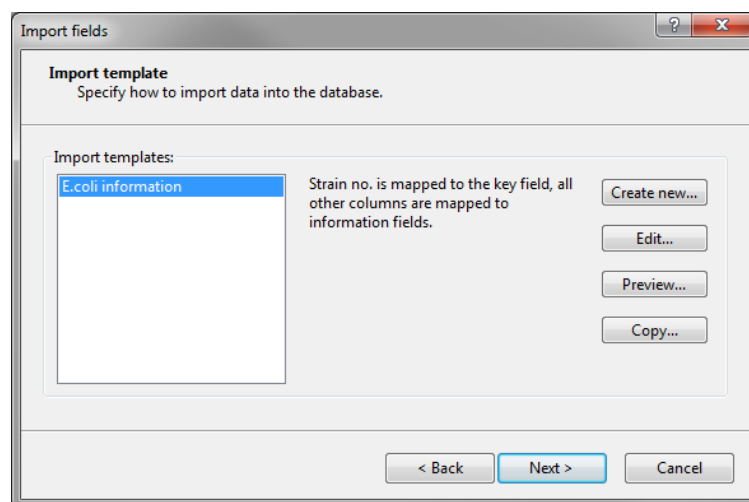 Import fields
?
X
Import template
Specify how to import data into the database.
Import templates:
E.coli information
Strain no. is mapped to the key field, all
other columns are mapped to
information fields.
Create new...
Edit...
Preview...
Copy...
< Back
Next >
Cancel